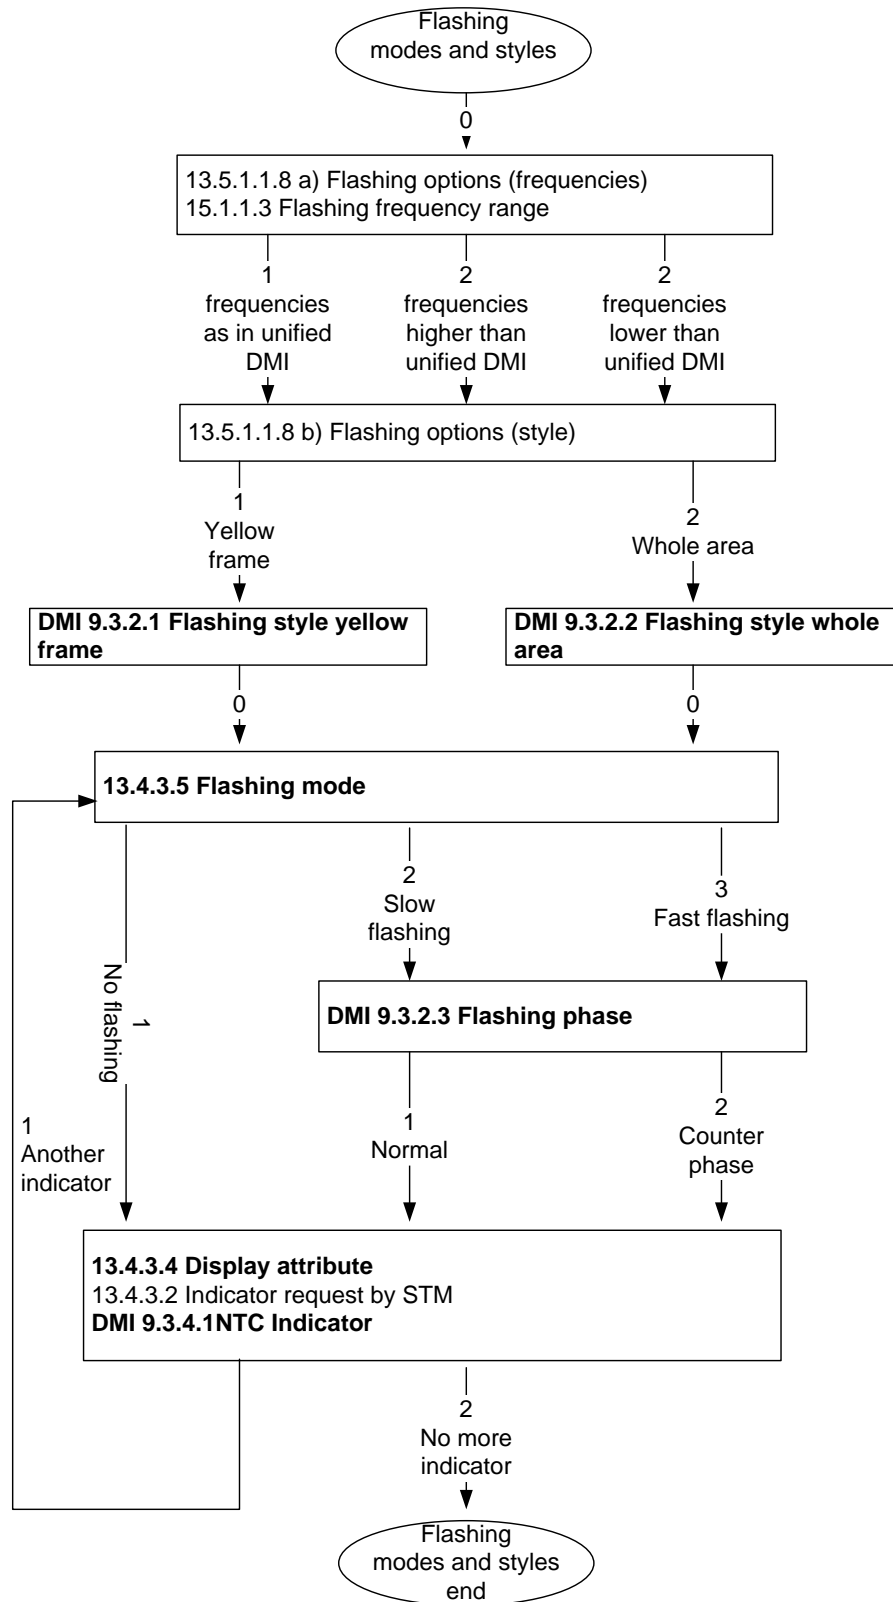 Flashing
modes and styles
0
13.5.1.1.8 a) Flashing options (frequencies)
15.1.1.3 Flashing frequency range
1
frequencies
as in unified
DMI
2
frequencies
higher than
unified DMI
2
frequencies
lower than
unified DMI
13.5.1.1.8 b) Flashing options (style)
1
Yellow
frame
2
Whole area
DMI 9.3.2.1 Flashing style yellow
frame
DMI 9.3.2.2 Flashing style whole
area
0
0
13.4.3.5 Flashing mode
1
No flashing
2
Slow
flashing
3
Fast flashing
DMI 9.3.2.3 Flashing phase
1
Normal
2
Counter
phase
1
Another
indicator
13.4.3.4 Display attribute
13.4.3.2 Indicator request by STM
DMI 9.3.4.1NTC Indicator
2
No more
indicator
Flashing
modes and styles
end